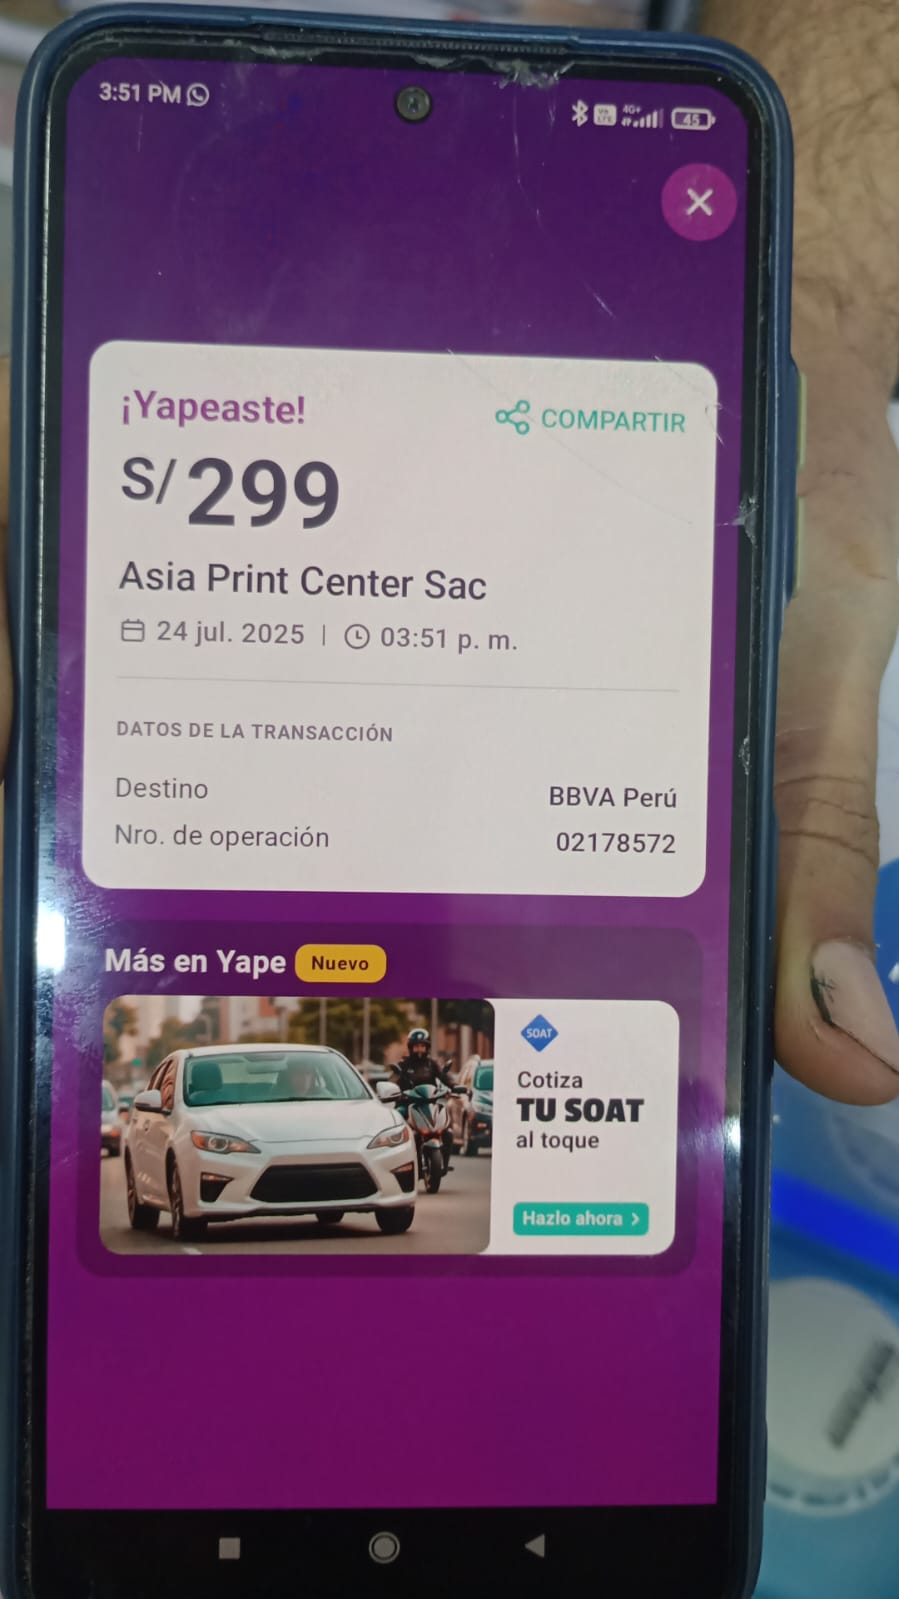 3:51 PM
4G+
45
¡Yapeaste!
COMPARTIR
S/299
Asia Print Center Sac
24 jul. 2025 | 03:51 p. m.
DATOS DE LA TRANSACCIÓN
Destino BBVA Perú
Nro. de operación 02178572
Más en Yape Nuevo
SOAT
Cotiza
TU SOAT
al toque
Hazlo ahora >